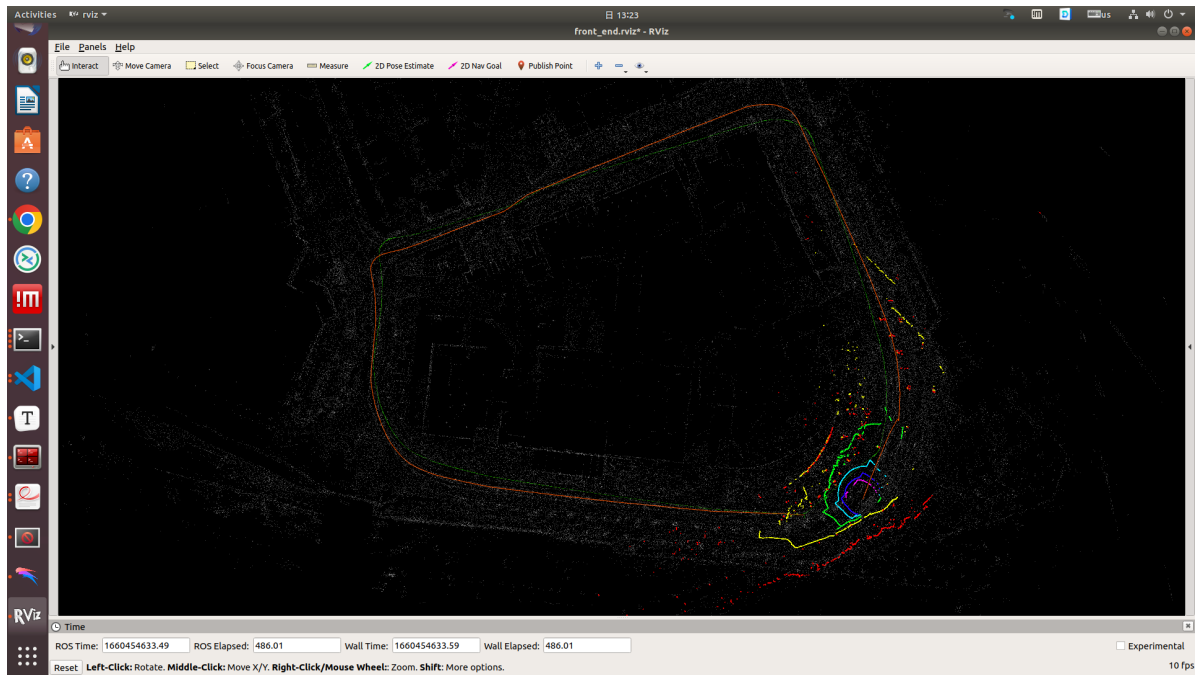 Activities RViz rviz ▾ 日 13:23 us
front_end.rviz* - RViz
File Panels Help
Interact Move Camera Select Focus Camera Measure 2D Pose Estimate 2D Nav Goal Publish Point
Time
ROS Time: 1660454633.49 ROS Elapsed: 486.01 Wall Time: 1660454633.59 Wall Elapsed: 486.01 Experimental
Reset Left-Click: Rotate. Middle-Click: Move X/Y. Right-Click/Mouse Wheel:: Zoom. Shift: More options. 10 fps
RViz